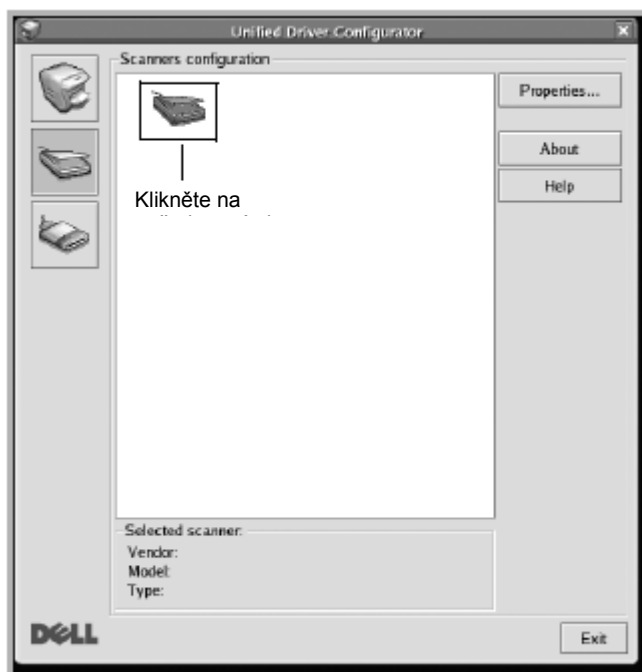 Unified Driver Configurator
Scanners configuration
Properties...
About
Help
Klikněte na
Selected scanner:
Vendor:
Model:
Type:
DELL
Exit